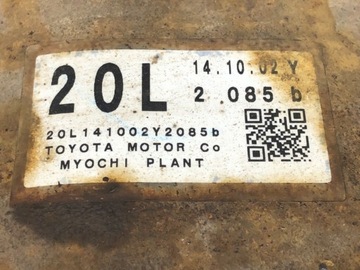 20L 14.10.02 Y
2 085 b
20L141002Y2085b
TOYOTA MOTOR Co
MYOCHI PLANT